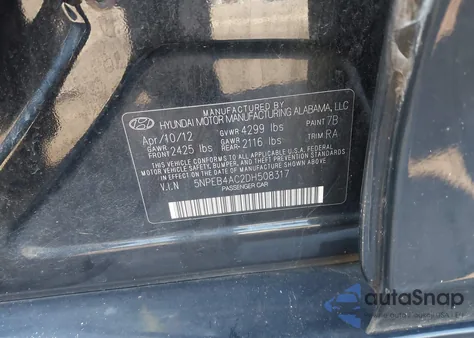 MANUFACTURED BY
HYUNDAI MOTOR MANUFACTURING ALABAMA, LLC
Apr/10/12 GVWR 4299 lbs PAINT 7B
GAWR FRONT 2425 lbs GAWR REAR 2116 lbs TRIM RA
THIS VEHICLE CONFORMS TO ALL APPLICABLE
FEDERAL MOTOR VEHICLE SAFETY, BUMPER, AND
THEFT PREVENTION STANDARDS IN EFFECT ON
THE DATE OF MANUFACTURE SHOWN ABOVE.
V.I.N 5NPEB4AC2DH508317
PASSENGER CAR
autoSnap